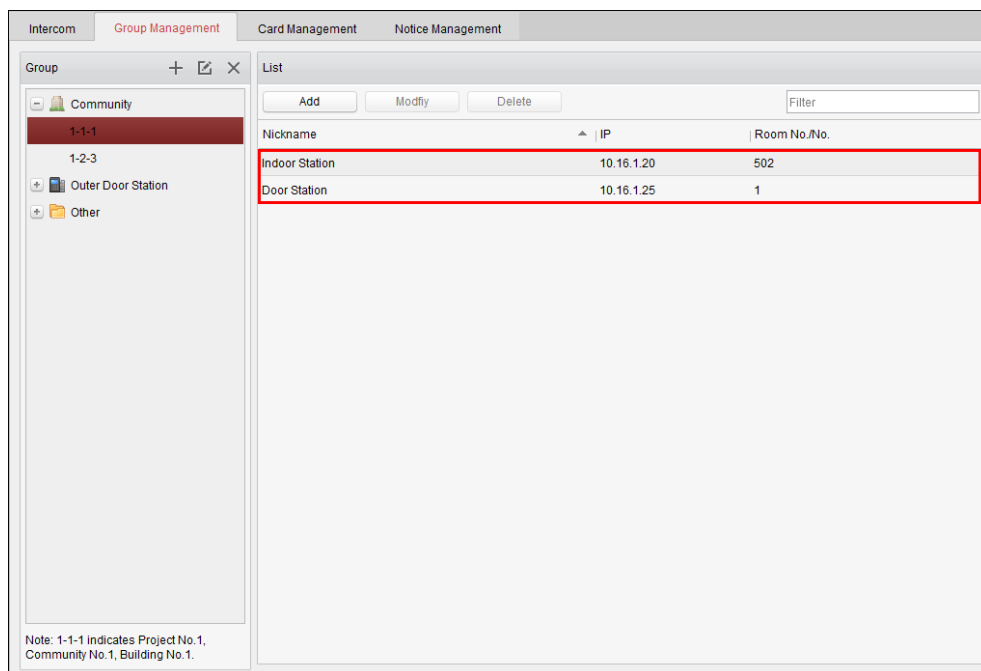 Intercom Group Management Card Management Notice Management
Group List
Community Add Modfiy Delete Filter
1-1-1 Nickname IP Room No./No.
1-2-3 Indoor Station 10.16.1.20 502
Outer Door Station Door Station 10.16.1.25 1
Other
Note: 1-1-1 indicates Project No.1,
Community No.1, Building No.1.